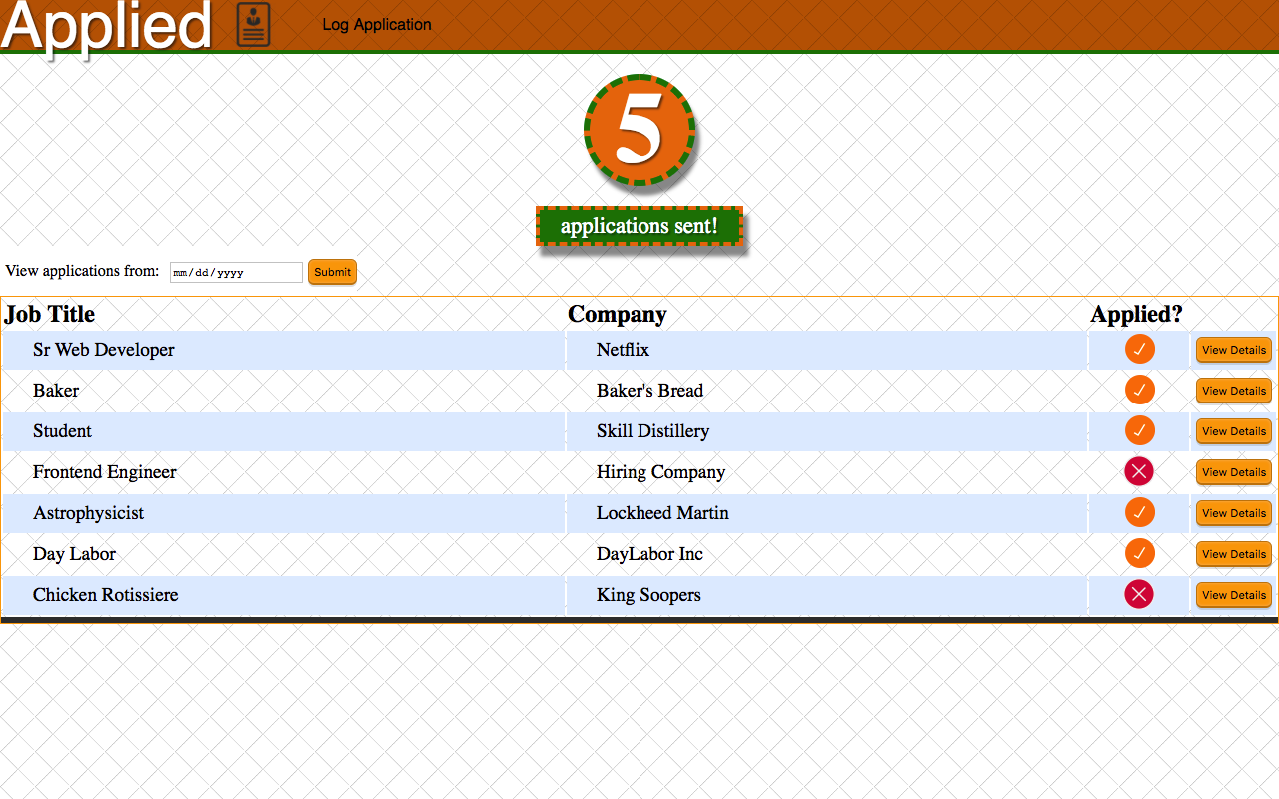 Applied Log Application
5
applications sent!
View applications from: mm/dd/yyyy Submit
Job Title Company Applied?
Sr Web Developer Netflix View Details
Baker Baker's Bread View Details
Student Skill Distillery View Details
Frontend Engineer Hiring Company View Details
Astrophysicist Lockheed Martin View Details
Day Labor DayLabor Inc View Details
Chicken Rotissiere King Soopers View Details